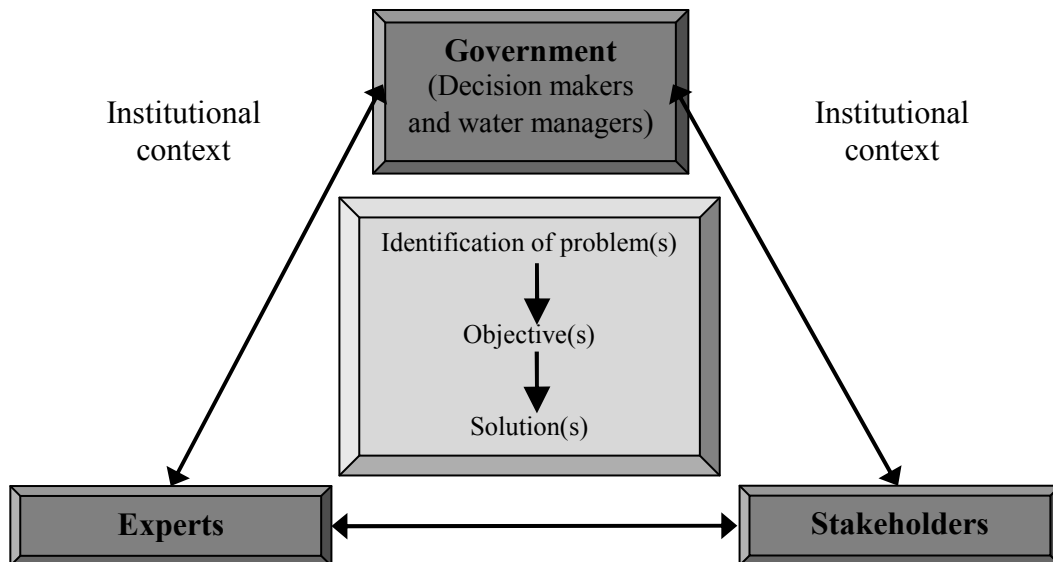 Government
(Decision makers
and water managers)
Institutional
context
Institutional
context
Identification of problem(s)
Objective(s)
Solution(s)
Experts
Stakeholders